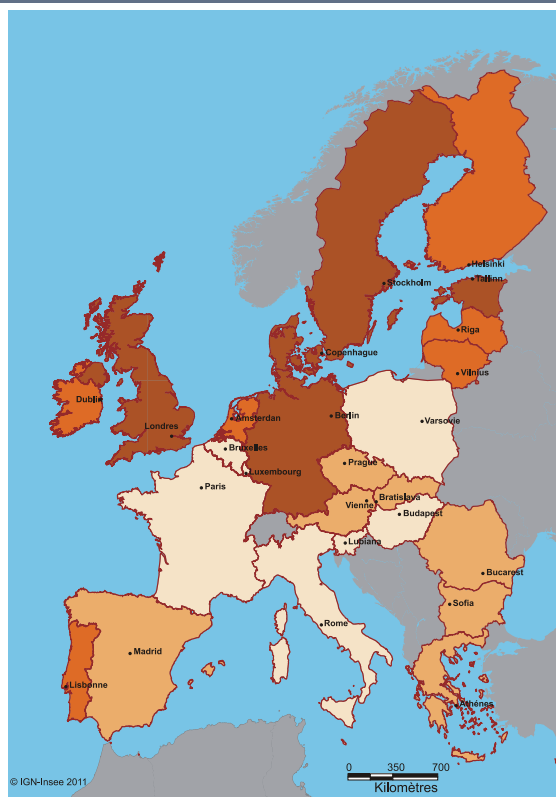 Helsinki
Tallinn
Stockholm
Riga
Copenhague
Vilnius
Dublin
Amsterdan
Berlin
Varsovie
Londres
Bruxelles
Prague
Luxembourg
Paris
Bratislava
Vienne
Budapest
Lubiana
Bucarest
Sofia
Rome
Madrid
Lisbonne
Athènes
0 350 700
Kilomètres
© IGN-Insee 2011